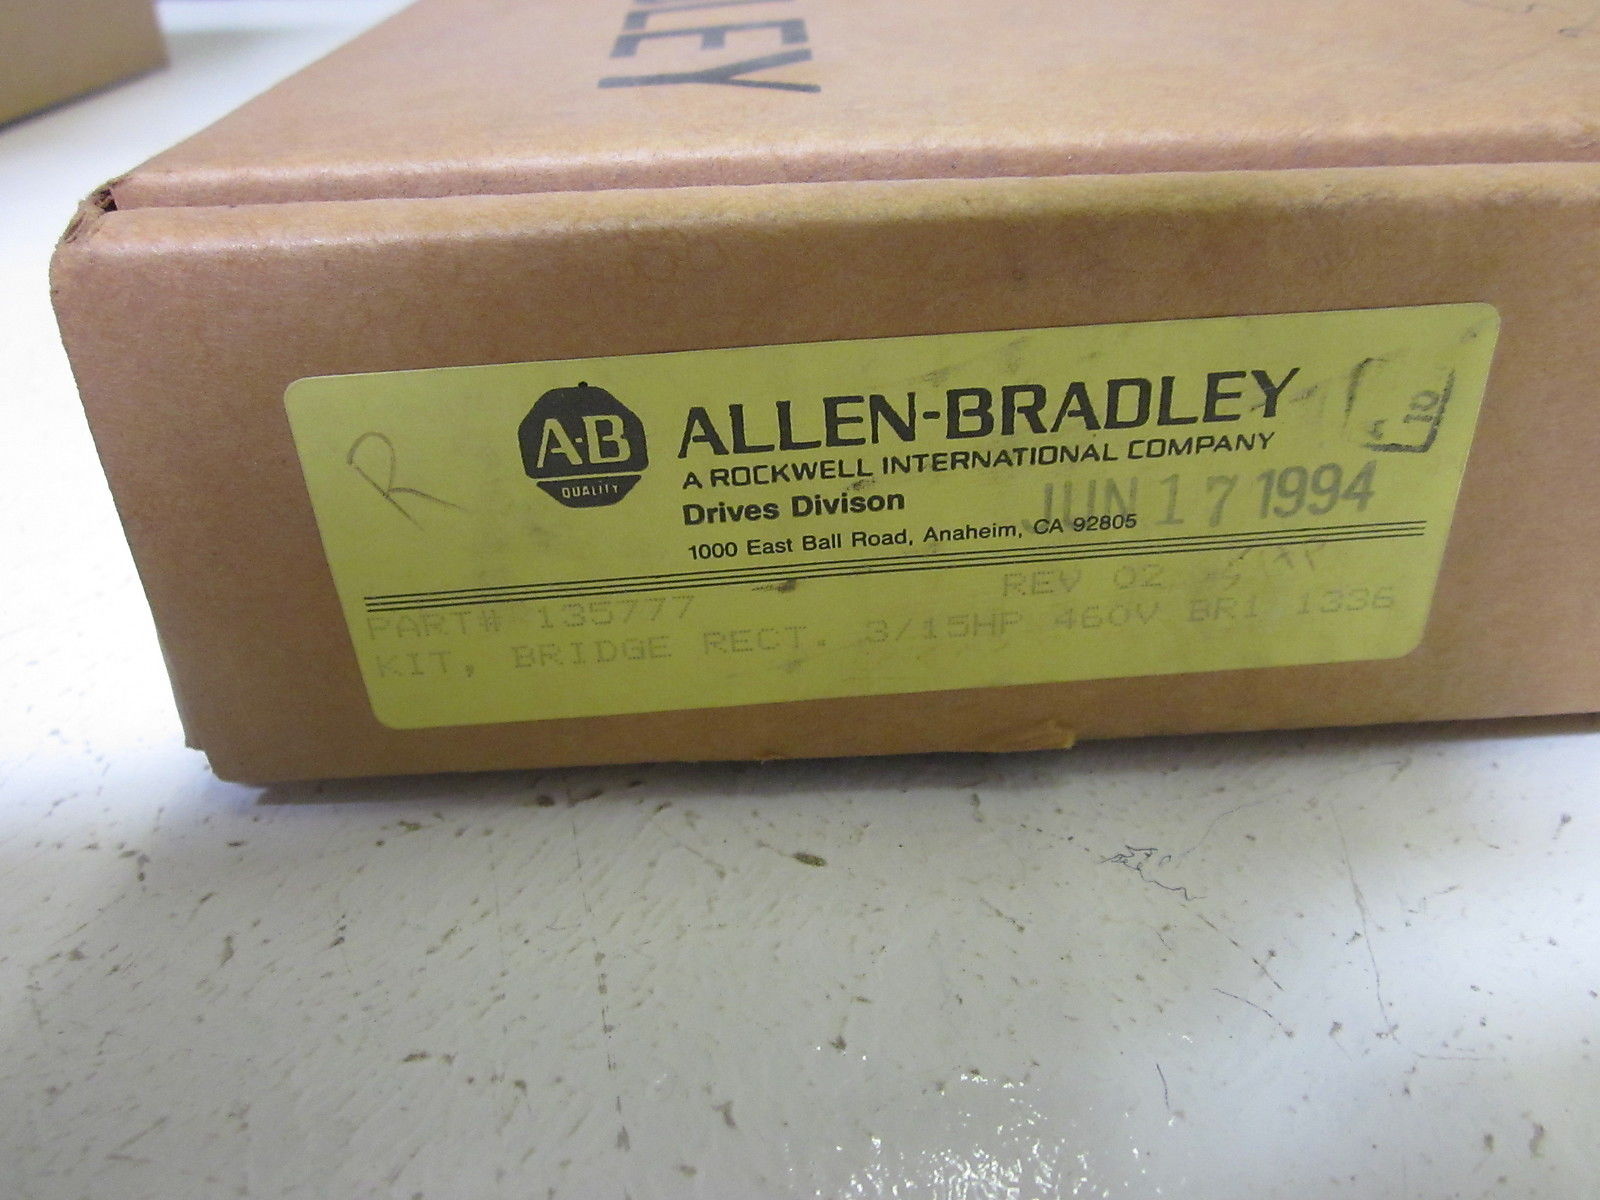 LEY
R
A-B
QUALITY
ALLEN-BRADLEY
A ROCKWELL INTERNATIONAL COMPANY
Drives Divison
JUN 17 1994
1000 East Ball Road, Anaheim, CA 92805
10
PART# 135777 REV 02
KIT, BRIDGE RECT. 3/15HP 460V BR1 1336